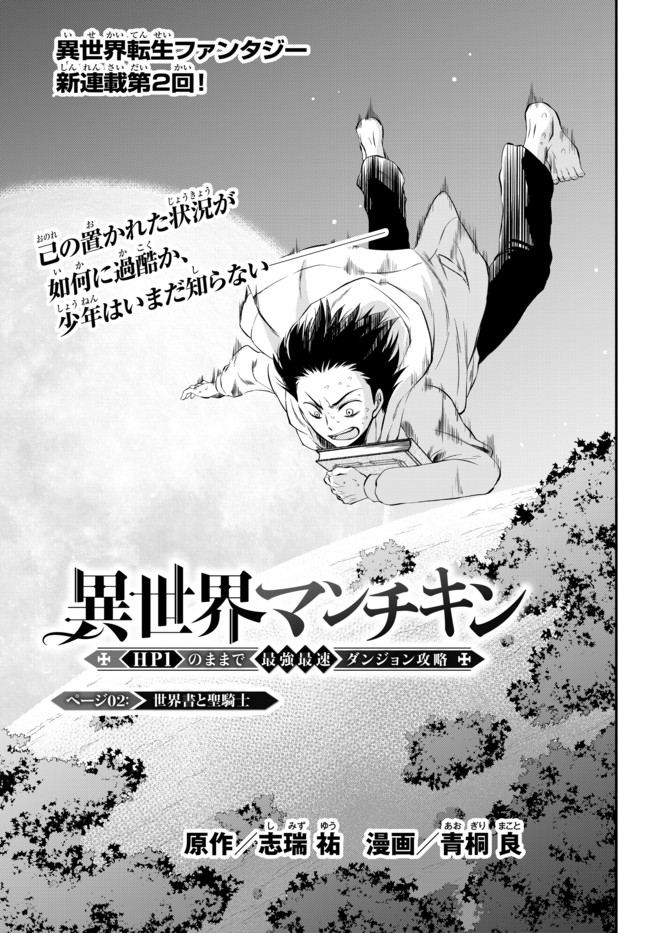 異世界転生ファンタジー
新連載第2回!
己の置かれた状況が
如何に過酷か、
少年はいまだ知らない
異世界マンチキン
HP1のままで最強最速ダンジョン攻略
ページ02: 世界書と聖騎士
原作/志瑞祐 漫画/青桐良